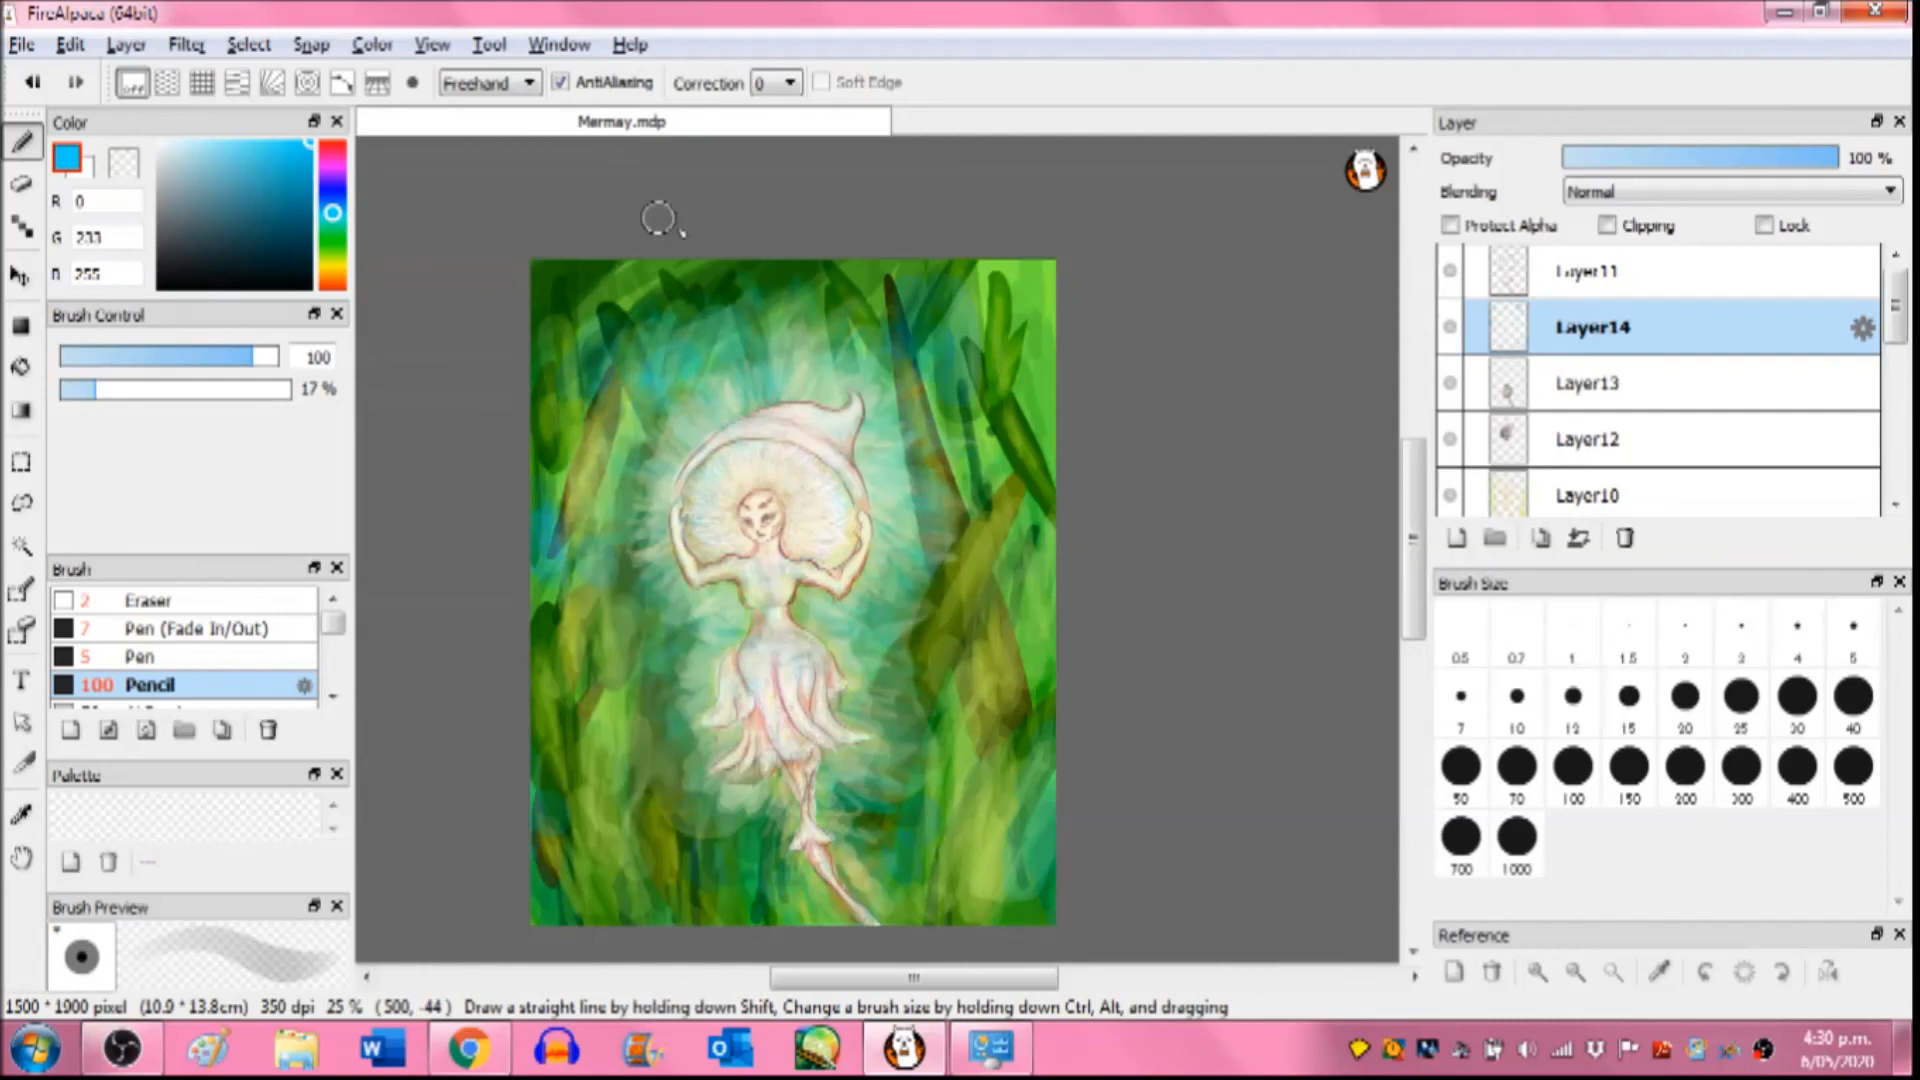 FireAlpaca (64bit)
File Edit Layer Filter Select Snap Color View Tool Window Help
off Freehand AntiAliasing Correction 0 Soft Edge
Color
R 0
G 233
B 255
Brush Control
100
17 %
Brush
2 Eraser
7 Pen (Fade In/Out)
5 Pen
100 Pencil
Palette
---
Brush Preview
Mermay.mdp
Layer
Opacity 100 %
Blending Normal
Protect Alpha Clipping Lock
Layer11
Layer14
Layer13
Layer12
Layer10
Brush Size
0.5 0.7 1 1.5 2 3 4 5
7 10 12 15 20 25 30 40
50 70 100 150 200 300 400 500
700 1000
Reference
1500 * 1900 pixel (10.9 * 13.8cm) 350 dpi 25 % ( 500, -44 ) Draw a straight line by holding down Shift, Change a brush size by holding down Ctrl, Alt, and dragging
4:30 p.m.
6/05/2020